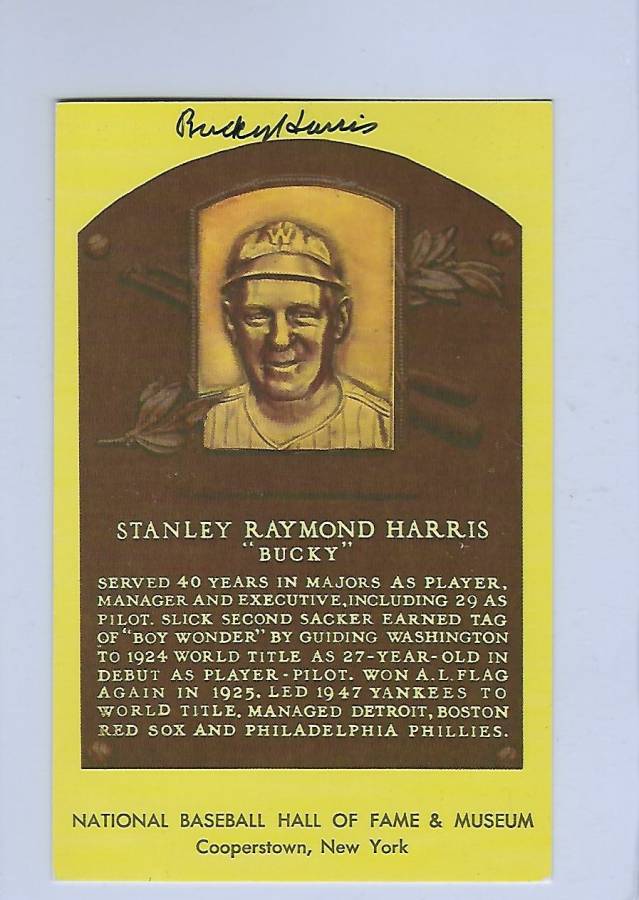 Bucky Harris
W
STANLEY RAYMOND HARRIS
"BUCKY"
SERVED 40 YEARS IN MAJORS AS PLAYER,
MANAGER AND EXECUTIVE, INCLUDING 29 AS
PILOT. SLICK SECOND SACKER EARNED TAG
OF "BOY WONDER" BY GUIDING WASHINGTON
TO 1924 WORLD TITLE AS 27-YEAR-OLD IN
DEBUT AS PLAYER-PILOT. WON A.L. FLAG
AGAIN IN 1925. LED 1947 YANKEES TO
WORLD TITLE. MANAGED DETROIT, BOSTON
RED SOX AND PHILADELPHIA PHILLIES.
NATIONAL BASEBALL HALL OF FAME & MUSEUM
Cooperstown, New York